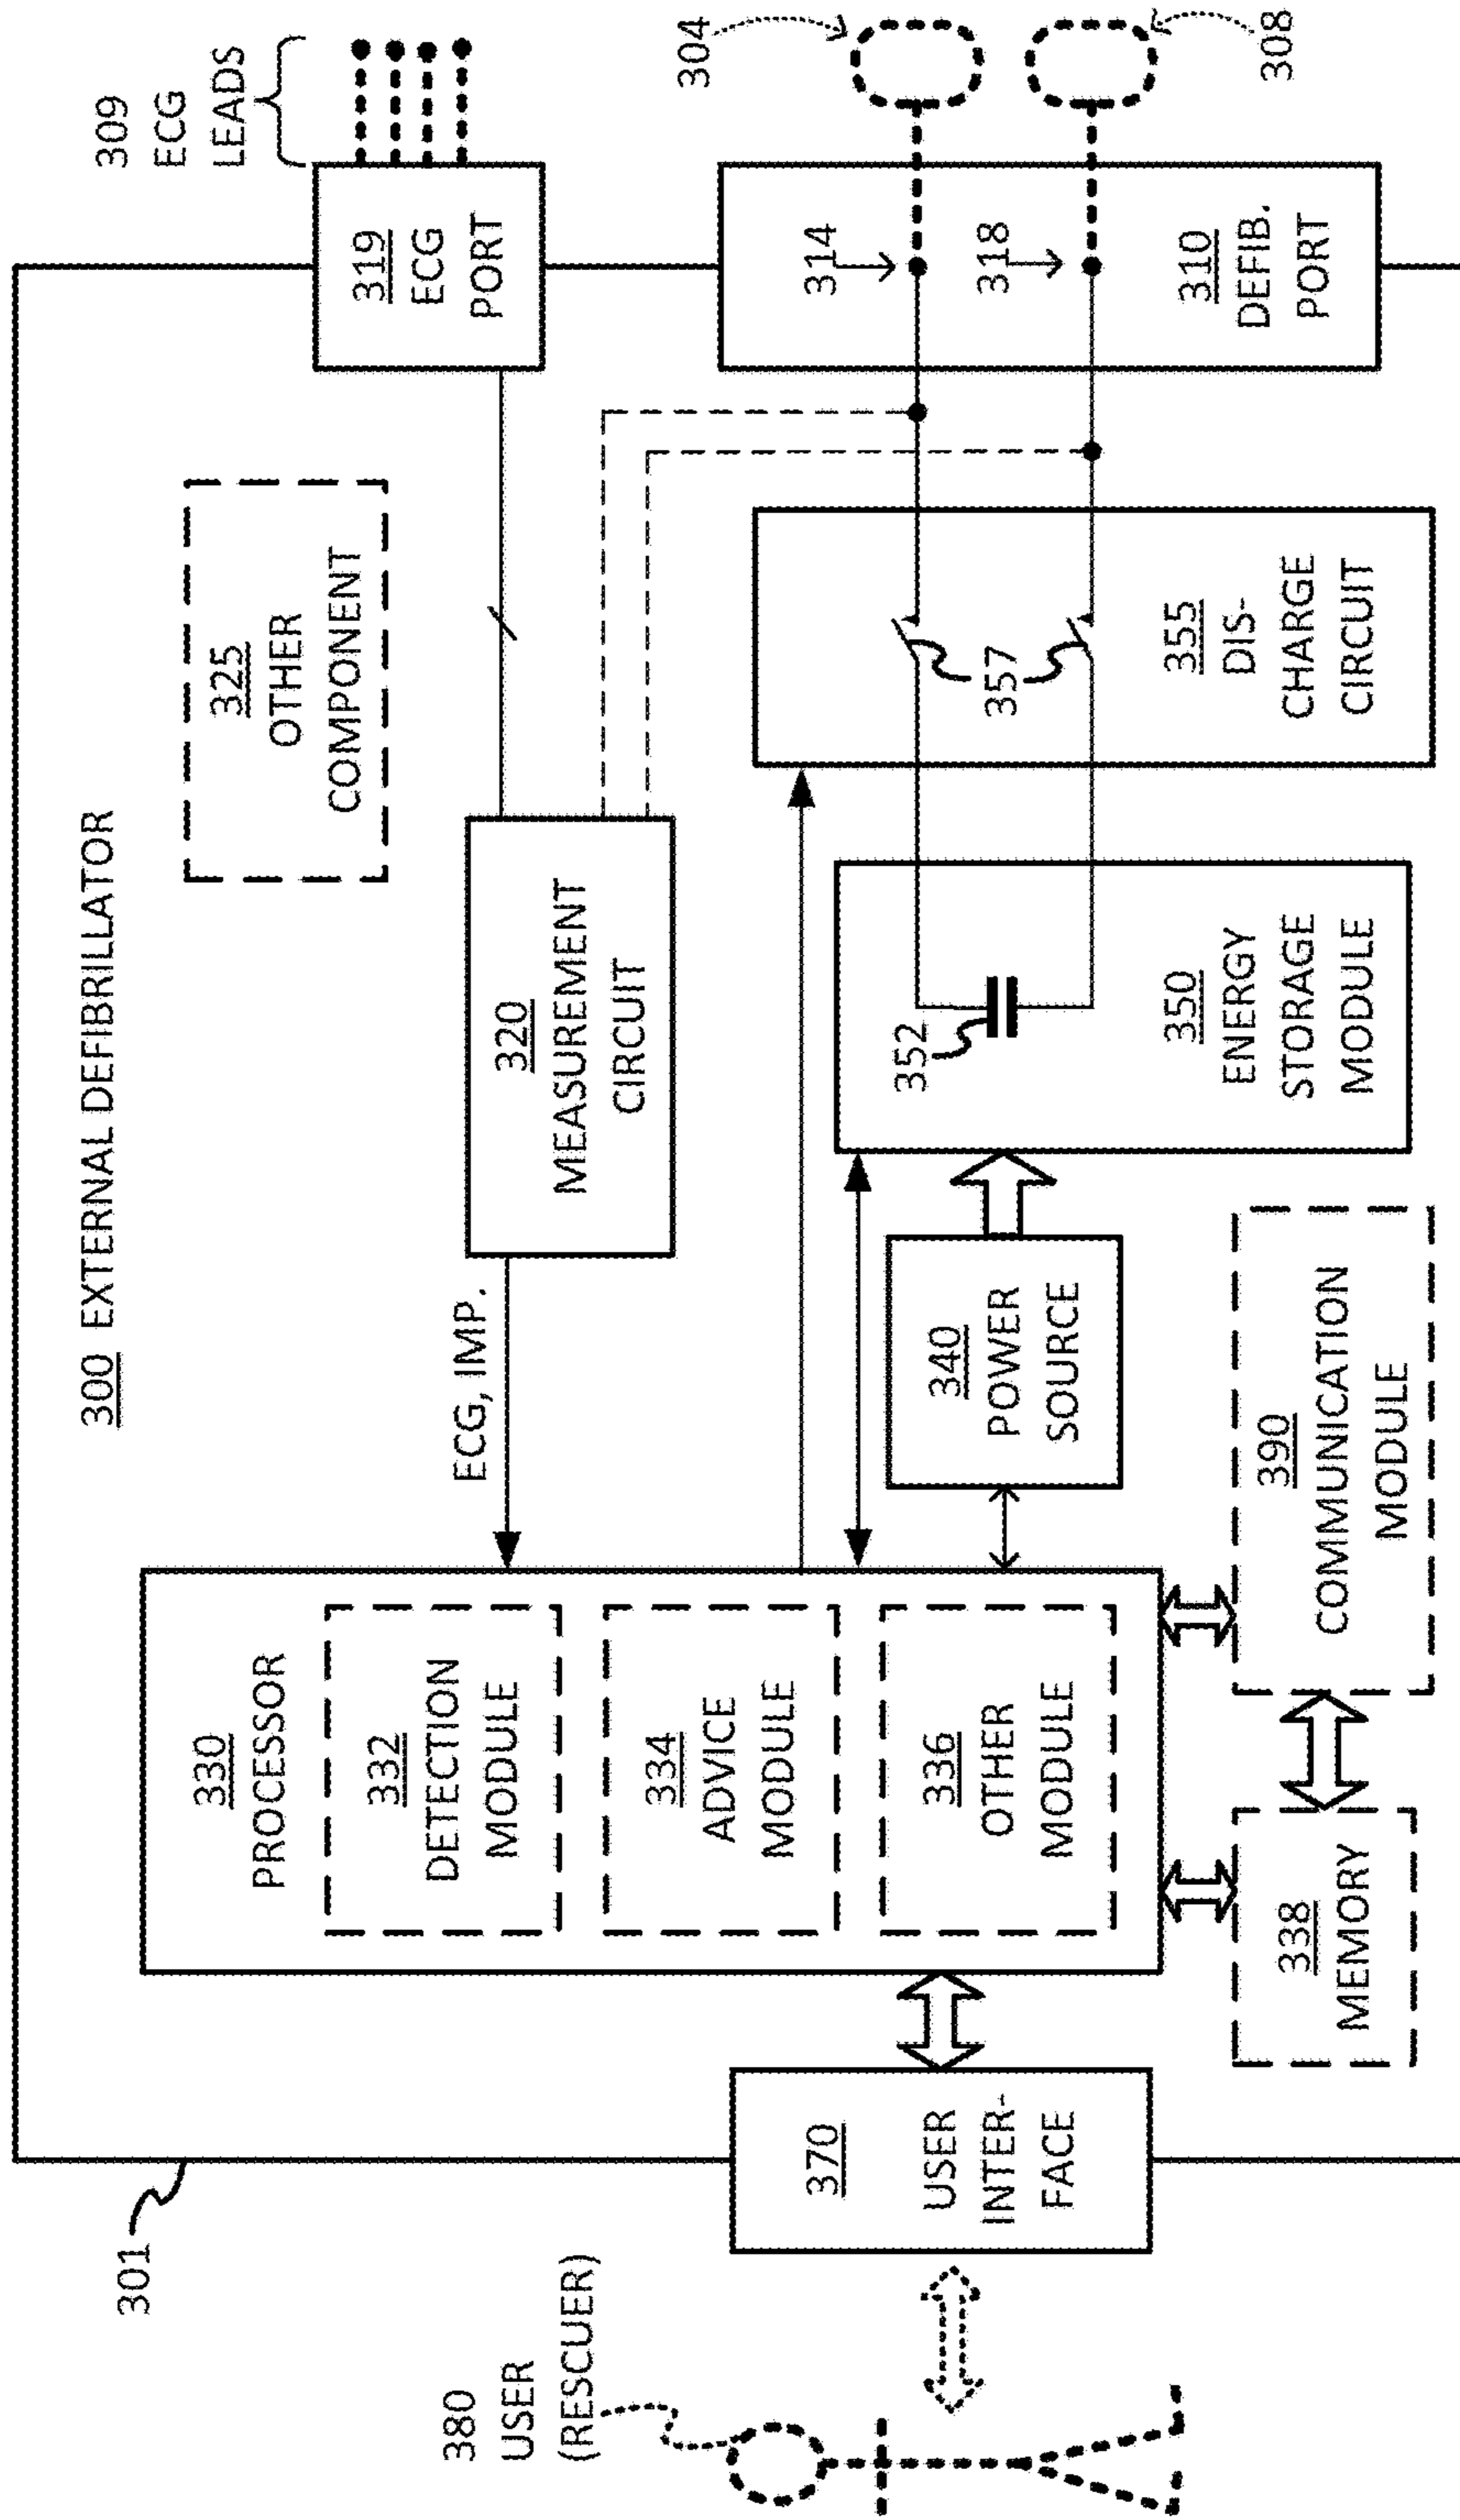 300 EXTERNAL DEFIBRILLATOR
301
309
ECG
LEADS
319
ECG
PORT
325
OTHER
COMPONENT
330
PROCESSOR
332
DETECTION
MODULE
334
ADVICE
MODULE
336
OTHER
MODULE
ECG, IMP.
320
MEASUREMENT
CIRCUIT
304
308
314
318
310
DEFIB.
PORT
380
USER
(RESCUER)
370
USER
INTER-
FACE
340
POWER
SOURCE
352
350
ENERGY
STORAGE
MODULE
357
355
DIS-
CHARGE
CIRCUIT
338
MEMORY
390
COMMUNICATION
MODULE